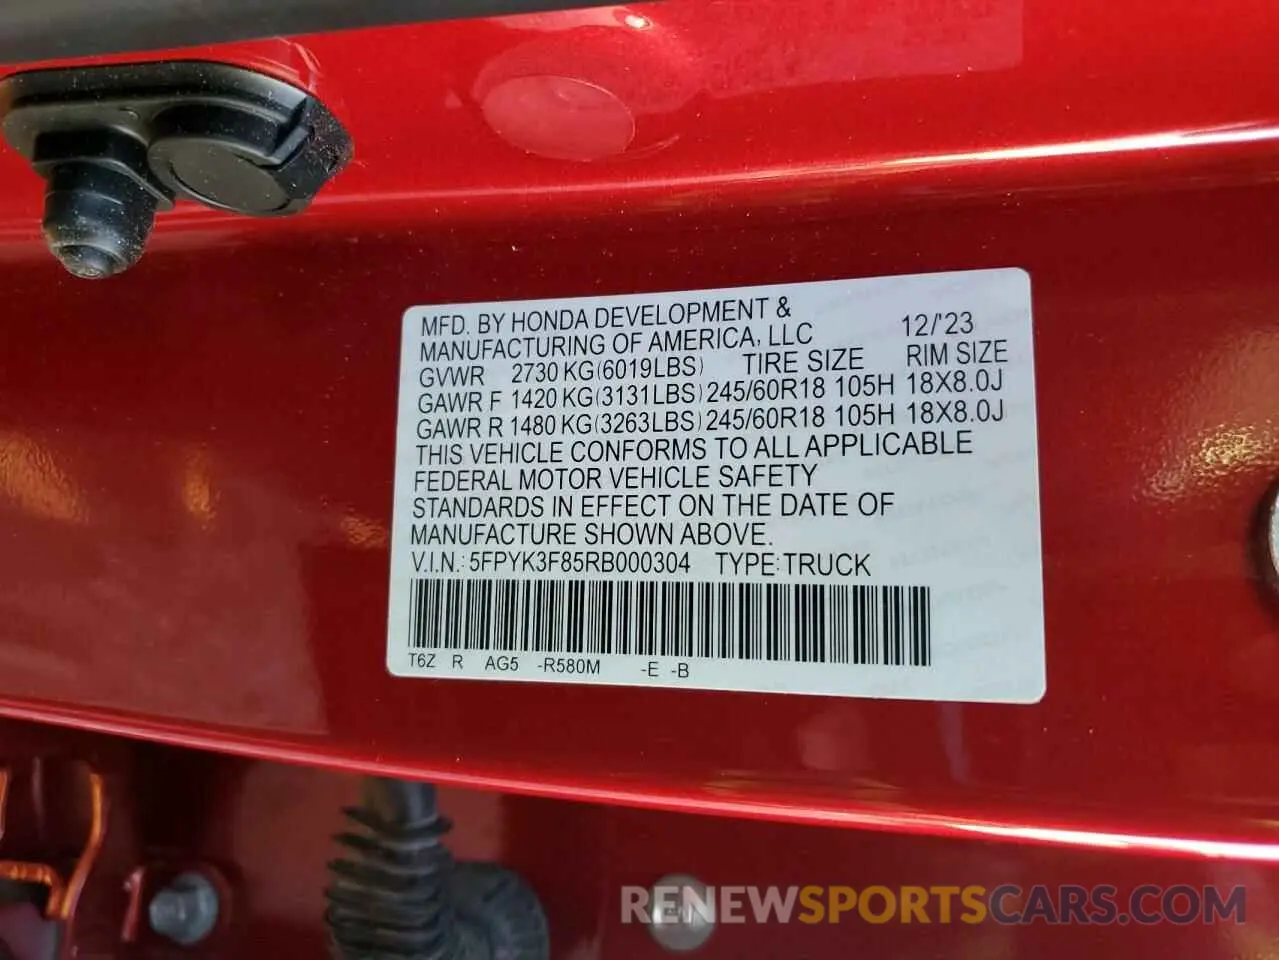 MFD. BY HONDA DEVELOPMENT &
MANUFACTURING OF AMERICA, LLC 12/'23
GVWR 2730 KG(6019LBS) TIRE SIZE RIM SIZE
GAWR F 1420 KG(3131LBS) 245/60R18 105H 18X8.0J
GAWR R 1480 KG(3263LBS) 245/60R18 105H 18X8.0J
THIS VEHICLE CONFORMS TO ALL APPLICABLE
FEDERAL MOTOR VEHICLE SAFETY
STANDARDS IN EFFECT ON THE DATE OF
MANUFACTURE SHOWN ABOVE.
V.I.N.: 5FPYK3F85RB000304 TYPE:TRUCK
T6Z R AG5 -R580M -E -B
RENEWSPORTSCARS.COM